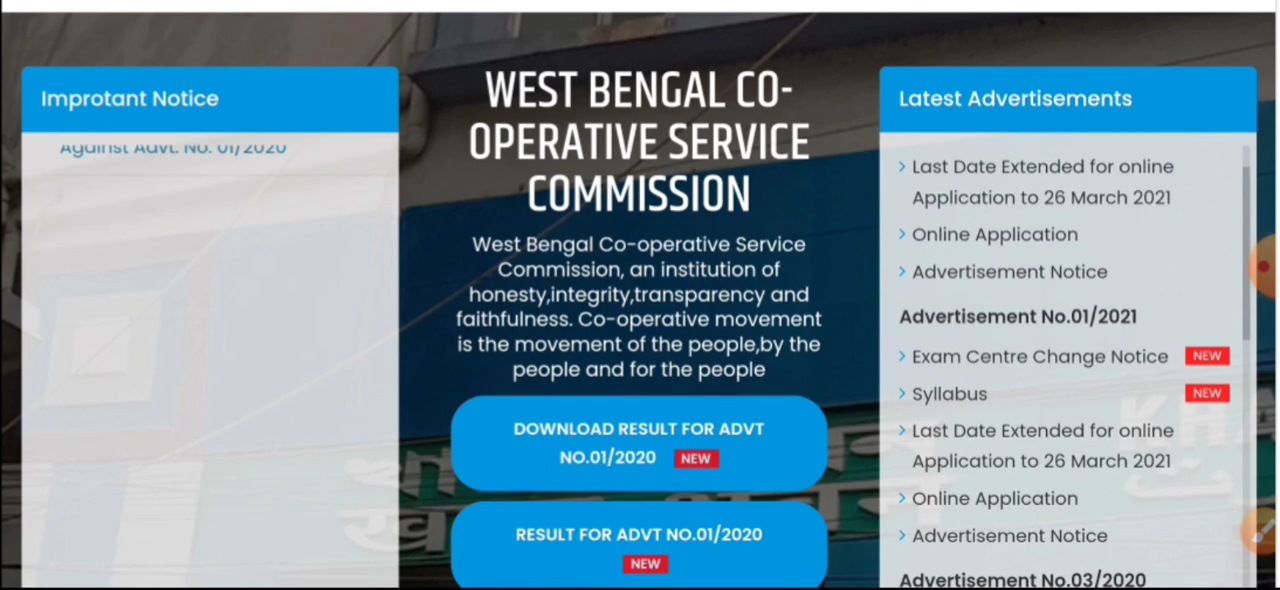 Improtant Notice
Against Advt. No. 01/2020
WEST BENGAL CO-
OPERATIVE SERVICE
COMMISSION
West Bengal Co-operative Service
Commission, an institution of
honesty,integrity,transparency and
faithfulness. Co-operative movement
is the movement of the people,by the
people and for the people
DOWNLOAD RESULT FOR ADVT
NO.01/2020 NEW
RESULT FOR ADVT NO.01/2020
NEW
Latest Advertisements
Last Date Extended for online
Application to 26 March 2021
Online Application
Advertisement Notice
Advertisement No.01/2021
Exam Centre Change Notice NEW
Syllabus NEW
Last Date Extended for online
Application to 26 March 2021
Online Application
Advertisement Notice
Advertisement No.03/2020